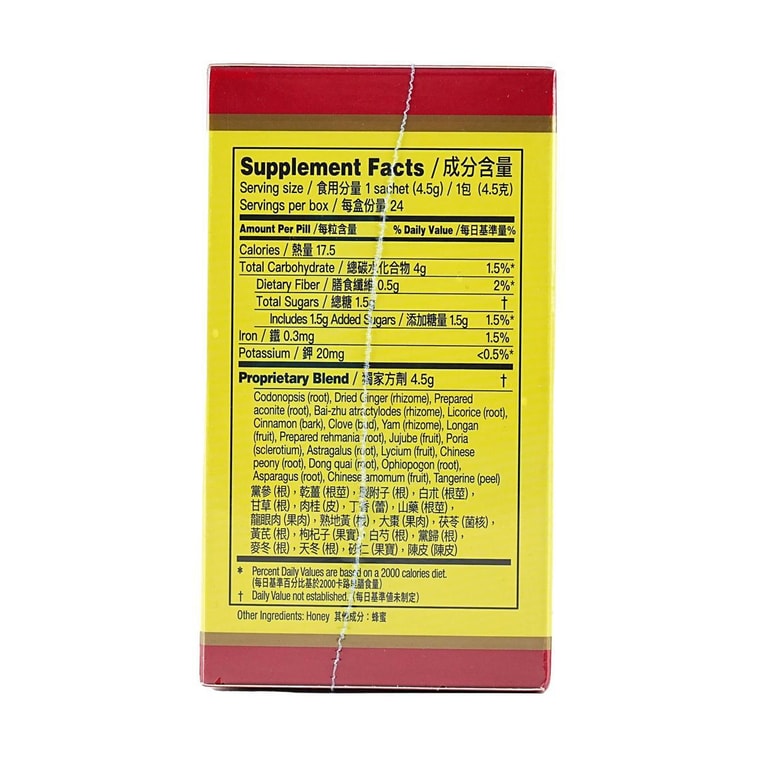 Supplement Facts / 成分含量
Serving size / 食用分量 1 sachet (4.5g) / 1包 (4.5克)
Servings per box / 每盒份量 24
Amount Per Pill / 每粒含量 % Daily Value / 每日基準量%
Calories / 熱量 17.5
Total Carbohydrate / 總碳水化合物 4g 1.5%*
Dietary Fiber / 膳食纖維 0.5g 2%*
Total Sugars / 總糖 1.5g †
Includes 1.5g Added Sugars / 添加糖量 1.5g 1.5%*
Iron / 鐵 0.3mg 1.5%
Potassium / 鉀 20mg <0.5%*
Proprietary Blend / 獨家方劑 4.5g †
Codonopsis (root), Dried Ginger (rhizome), Prepared
aconite (root), Bai-zhu atractylodes (rhizome), Licorice (root),
Cinnamon (bark), Clove (bud), Yam (rhizome), Longan
(fruit), Prepared rehmania (root), Jujube (fruit), Poria
(sclerotium), Astragalus (root), Lycium (fruit), Chinese
peony (root), Dong quai (root), Ophiopogon (root),
Asparagus (root), Chinese amomum (fruit), Tangerine (peel)
黨參 (根),乾薑 (根莖),附子 (根),白朮 (根莖),
甘草 (根),肉桂 (皮),丁香 (蕾),山藥 (根莖),
龍眼肉 (果肉),熟地黃,大棗 (果肉),茯苓 (菌核),
黃芪 (根),枸杞子 (果實),白芍 (根),黨歸 (根),
麥冬 (根),天冬 (根),砂仁 (果寶),陳皮 (陳皮)
* Percent Daily Values are based on a 2000 calories diet.
(每日基準百分比基於2000卡路里膳食量)
† Daily Value not established. (每日基準值未制定)
Other Ingredients: Honey 其他成分:蜂蜜